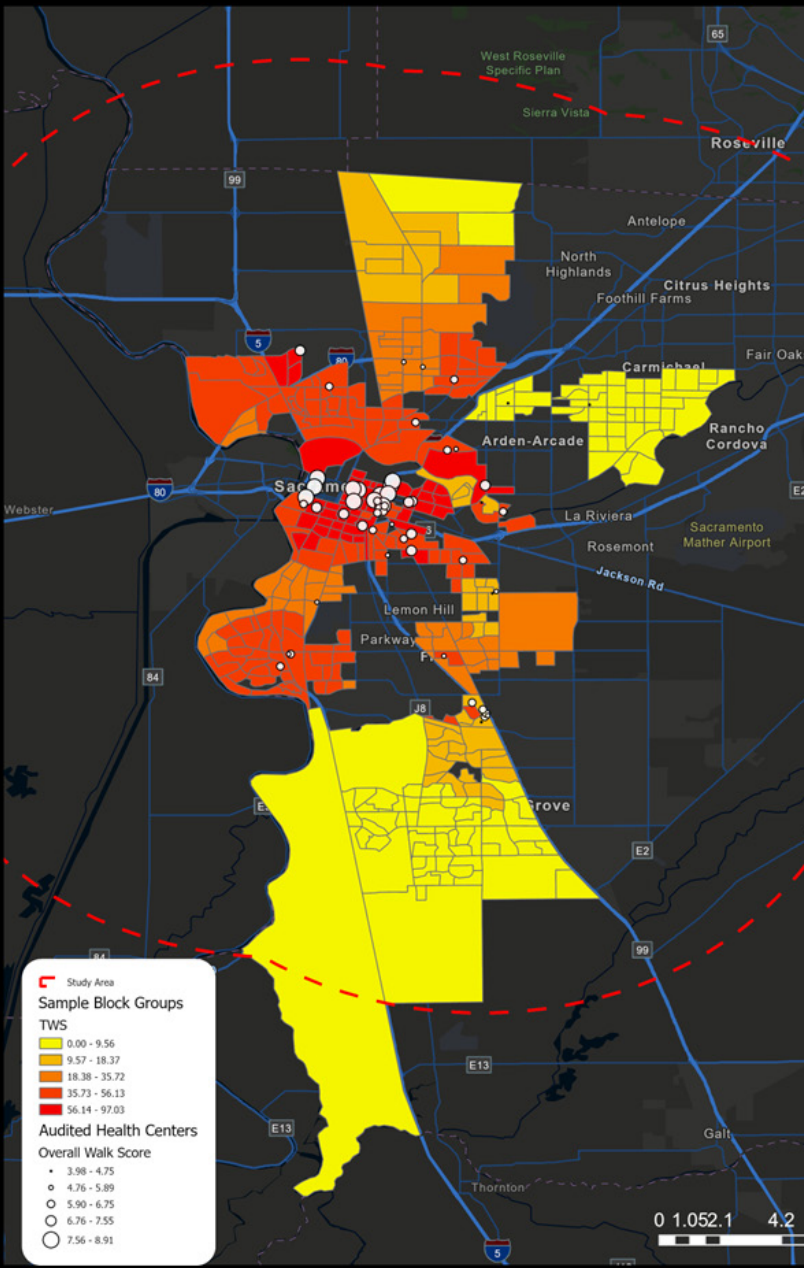 65
West Roseville
Specific Plan
Sierra Vista
Roseville
99
Antelope
North
Highlands
Citrus Heights
Foothill Farms
5
80
Carmichael
Fair Oak
Arden-Arcade
Rancho
Cordova
Sacrame
80
E2
Webster
La Riviera
3
Sacramento
Mather Airport
Rosemont
Jackson Rd
Lemon Hill
Parkway
F
84
J8
E
Grove
E2
99
84
Study Area
Sample Block Groups
TWS
0.00 - 9.56
9.57 - 18.37
18.38 - 35.72
35.73 - 56.13
56.14 - 97.03
Audited Health Centers
Overall Walk Score
3.98 - 4.75
4.76 - 5.89
5.90 - 6.75
6.76 - 7.55
7.56 - 8.91
E13
E13
Galt
Thornton
0 1.052.1 4.2
5